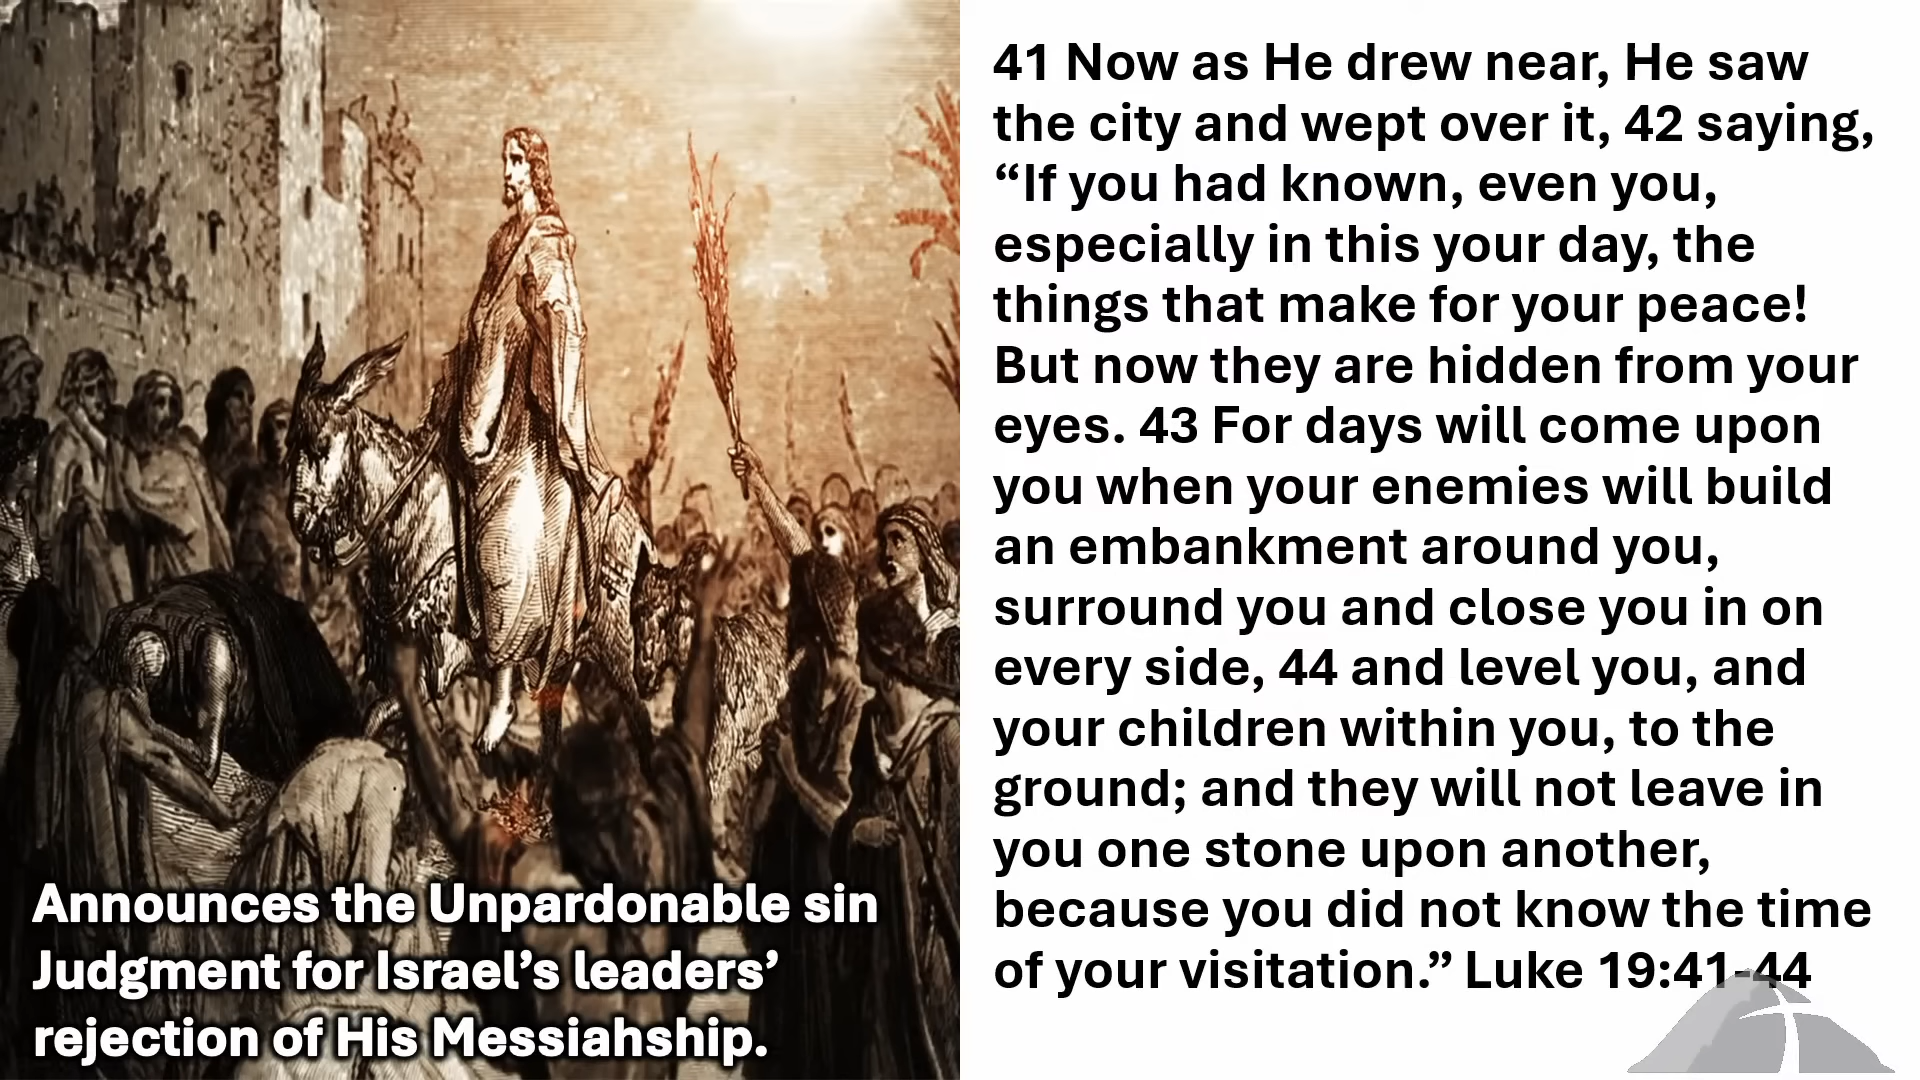 41 Now as He drew near, He saw
the city and wept over it, 42 saying,
“If you had known, even you,
especially in this your day, the
things that make for your peace!
But now they are hidden from your
eyes. 43 For days will come upon
you when your enemies will build
an embankment around you,
surround you and close you in on
every side, 44 and level you, and
your children within you, to the
ground; and they will not leave in
you one stone upon another,
because you did not know the time
of your visitation.” Luke 19:41-44
Announces the Unpardonable sin
Judgment for Israel’s leaders’
rejection of His Messiahship.